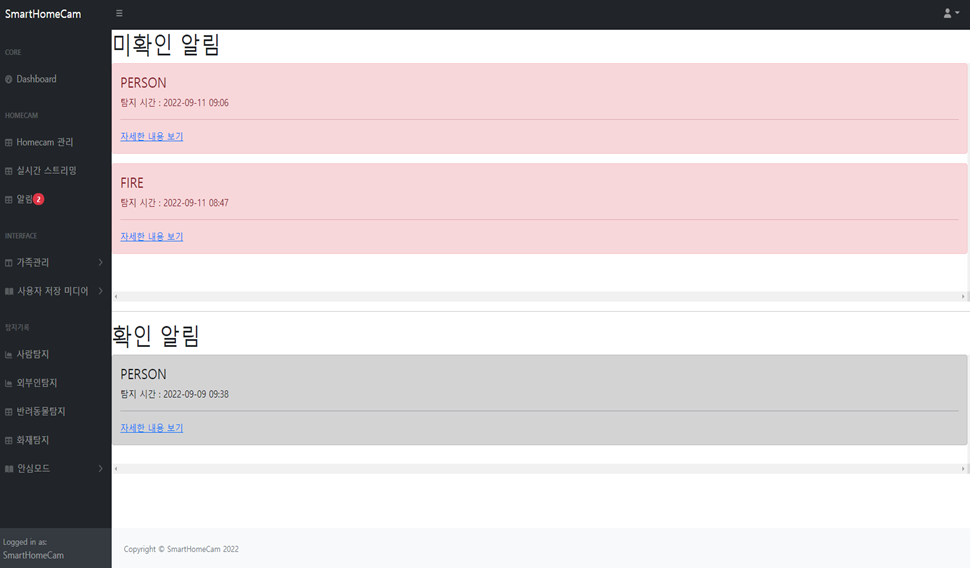 SmartHomeCam
CORE
Dashboard
HOMECAM
Homecam 관리
실시간 스트리밍
알림 2
INTERFACE
가족관리
사용자 저장 미디어
탐지기록
사람탐지
외부인탐지
반려동물탐지
화재탐지
안심모드
Logged in as:
SmartHomeCam
미확인 알림
PERSON
탐지 시간 : 2022-09-11 09:06
자세한 내용 보기
FIRE
탐지 시간 : 2022-09-11 08:47
자세한 내용 보기
확인 알림
PERSON
탐지 시간 : 2022-09-09 09:38
자세한 내용 보기
Copyright © SmartHomeCam 2022